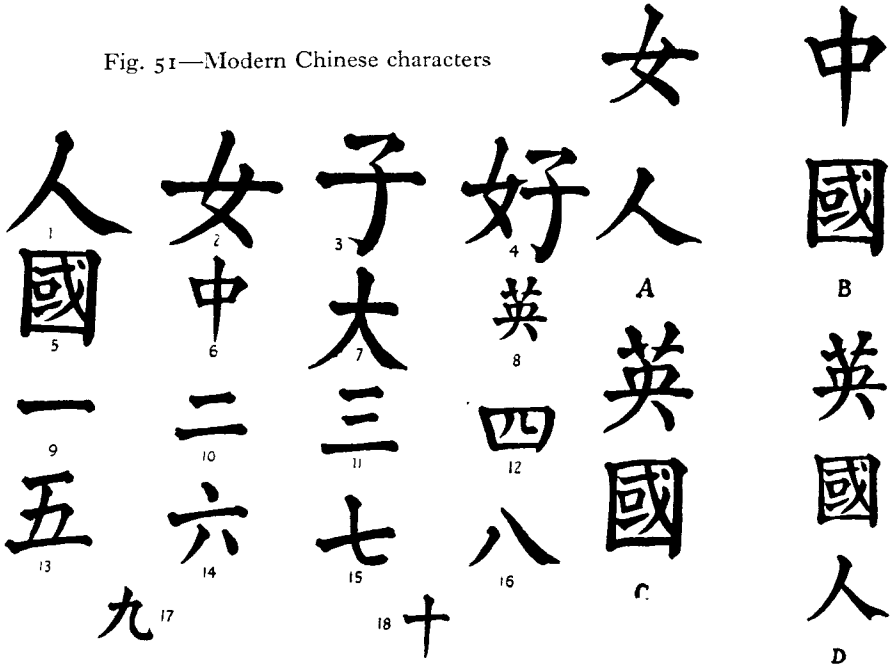 Fig. 51—Modern Chinese characters
人 女 子 好
1 2 3 4
國 中 大 英
5 6 7 8
一 二 三 四
9 10 11 12
五 六 七 八
13 14 15 16
九 17 18 十
女
人
A
中
國
B
英
國
C
英
國
人
D